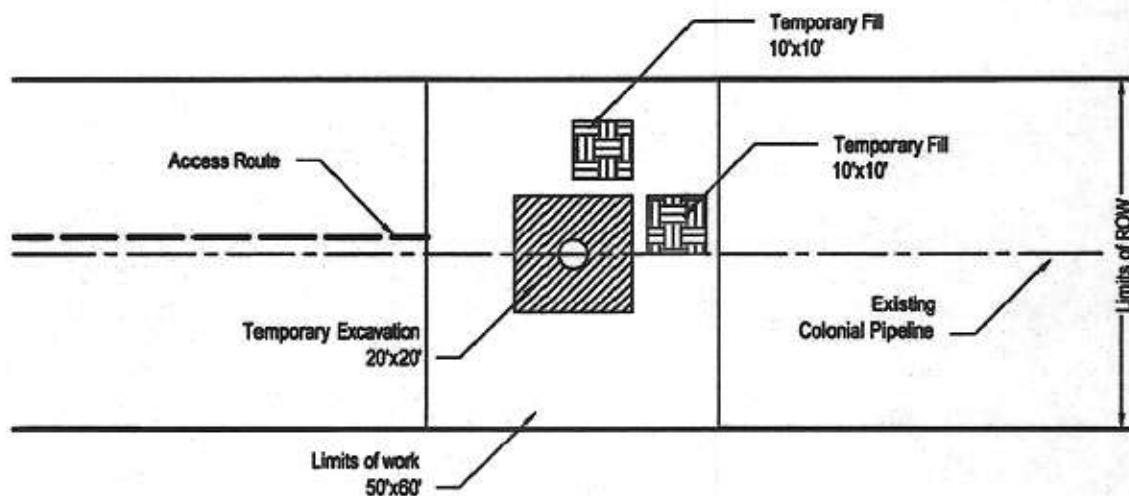 Temporary Fill
10'x10'
Access Route
Temporary Fill
10'x10'
Limits of ROW
Existing
Colonial Pipeline
Temporary Excavation
20'x20'
Limits of work
50'x60'